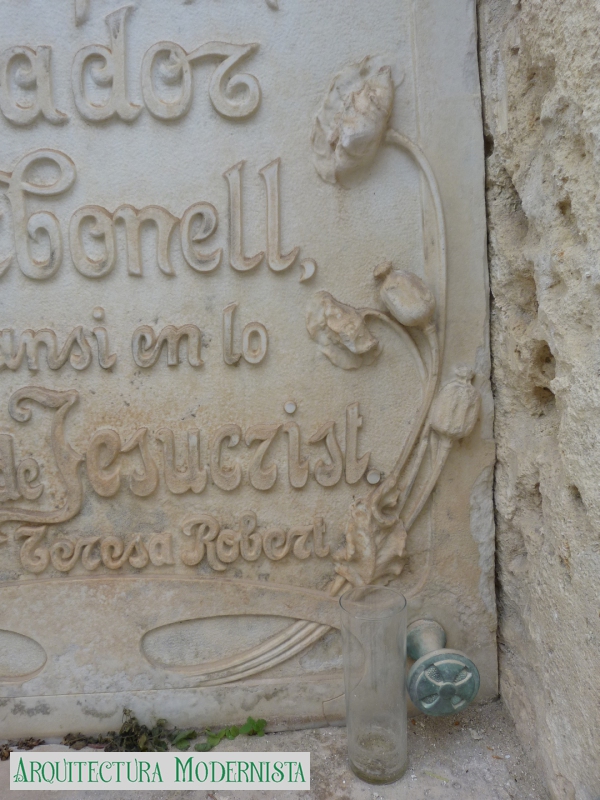 ador
Bonell,
ansi en lo
de Jesucrist.
Teresa Robert
ARQUITECTURA MODERNISTA